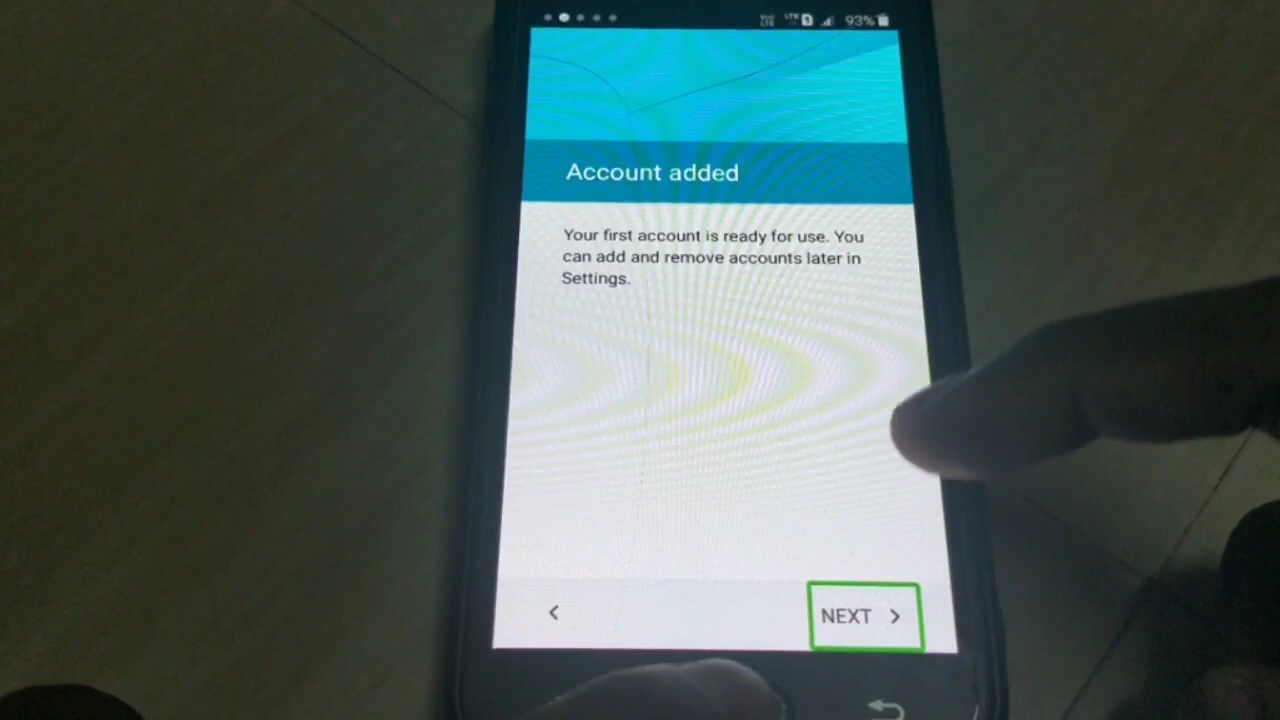 93%
Account added
Your first account is ready for use. You
can add and remove accounts later in
Settings.
NEXT